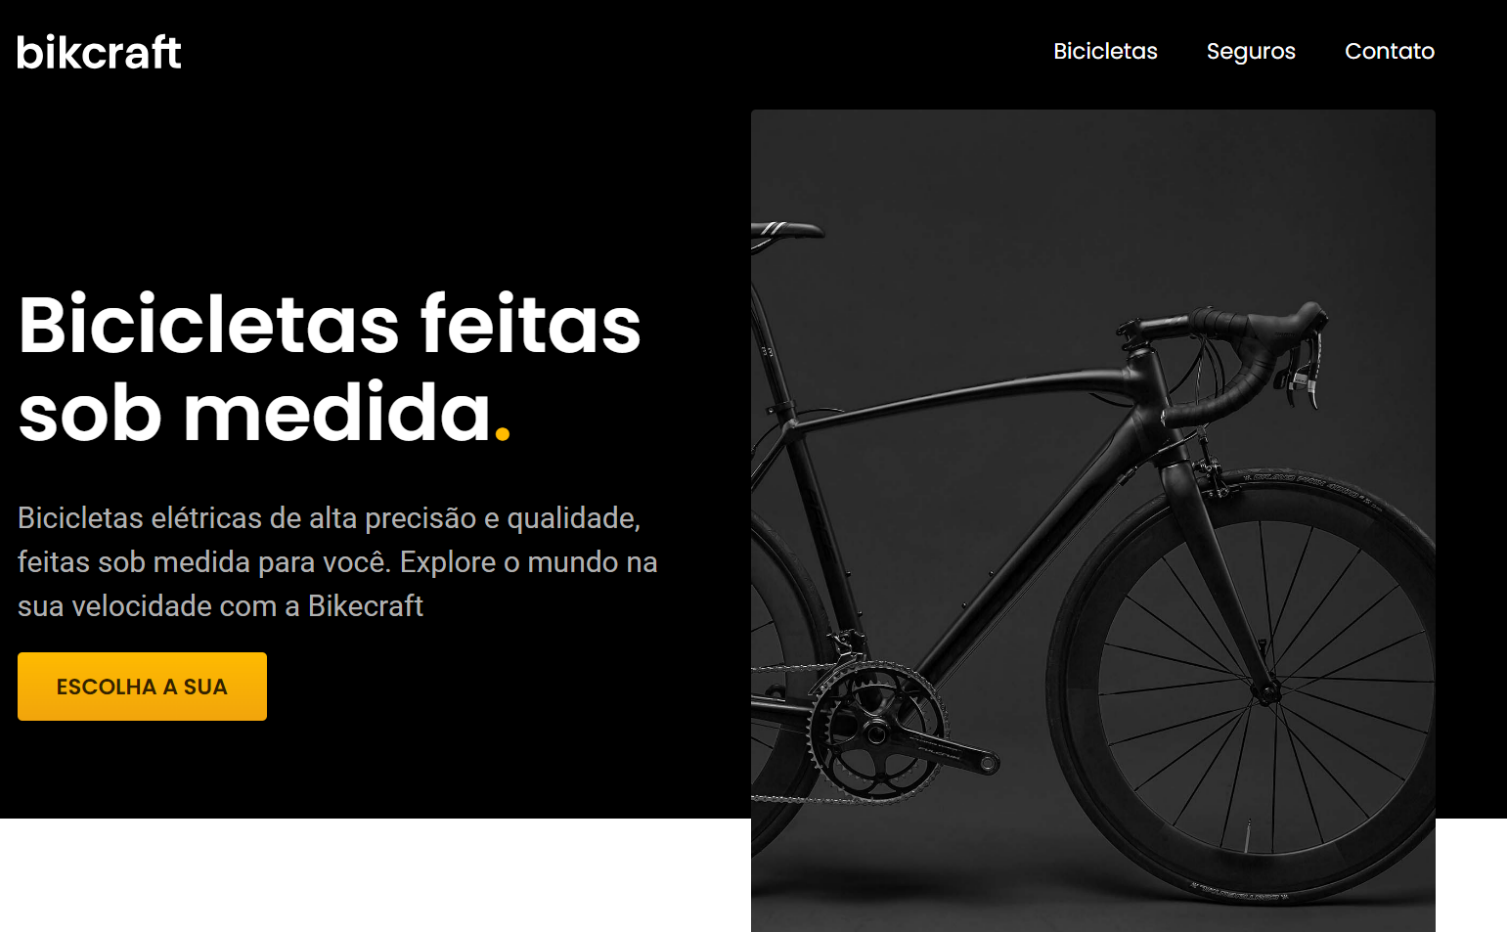 bikcraft
Bicicletas Seguros Contato
Bicicletas feitas
sob medida.
Bicicletas elétricas de alta precisão e qualidade,
feitas sob medida para você. Explore o mundo na
sua velocidade com a Bikecraft
ESCOLHA A SUA